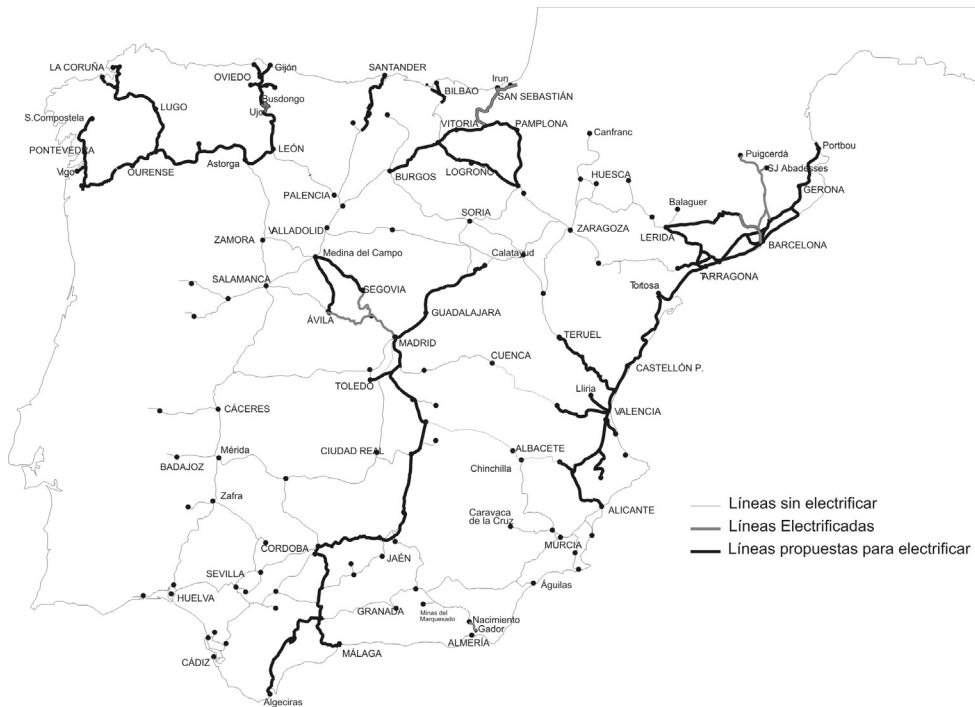 LA CORUÑA
OVIEDO
Gijón
SANTANDER
Irun
BILBAO
SAN SEBASTIÁN
Busdongo
Ujo
LUGO
S.Compostela
VITORIA
PAMPLONA
Canfranc
PONTEVEDRA
LEÓN
Puigcerdà
Portbou
Vigo
OURENSE
Astorga
SJ Abadesses
BURGOS
LOGROÑO
HUESCA
GERONA
PALENCIA
Balaguer
SORIA
ZARAGOZA
LERIDA
VALLADOLID
ZAMORA
BARCELONA
Medina del Campo
Calatayud
TARRAGONA
SALAMANCA
SEGOVIA
Tortosa
ÁVILA
GUADALAJARA
MADRID
TERUEL
CUENCA
CASTELLÓN P.
TOLEDO
Lliria
CÁCERES
VALENCIA
Mérida
CIUDAD REAL
ALBACETE
BADAJOZ
Chinchilla
Zafra
Líneas sin electrificar
Caravaca
de la Cruz
ALICANTE
Líneas Electrificadas
CORDOBA
MURCIA
Líneas propuestas para electrificar
JAÉN
SEVILLA
Águilas
HUELVA
GRANADA
Minas del
Marquesado
Nacimiento
Gador
ALMERÍA
CÁDIZ
MÁLAGA
Algeciras